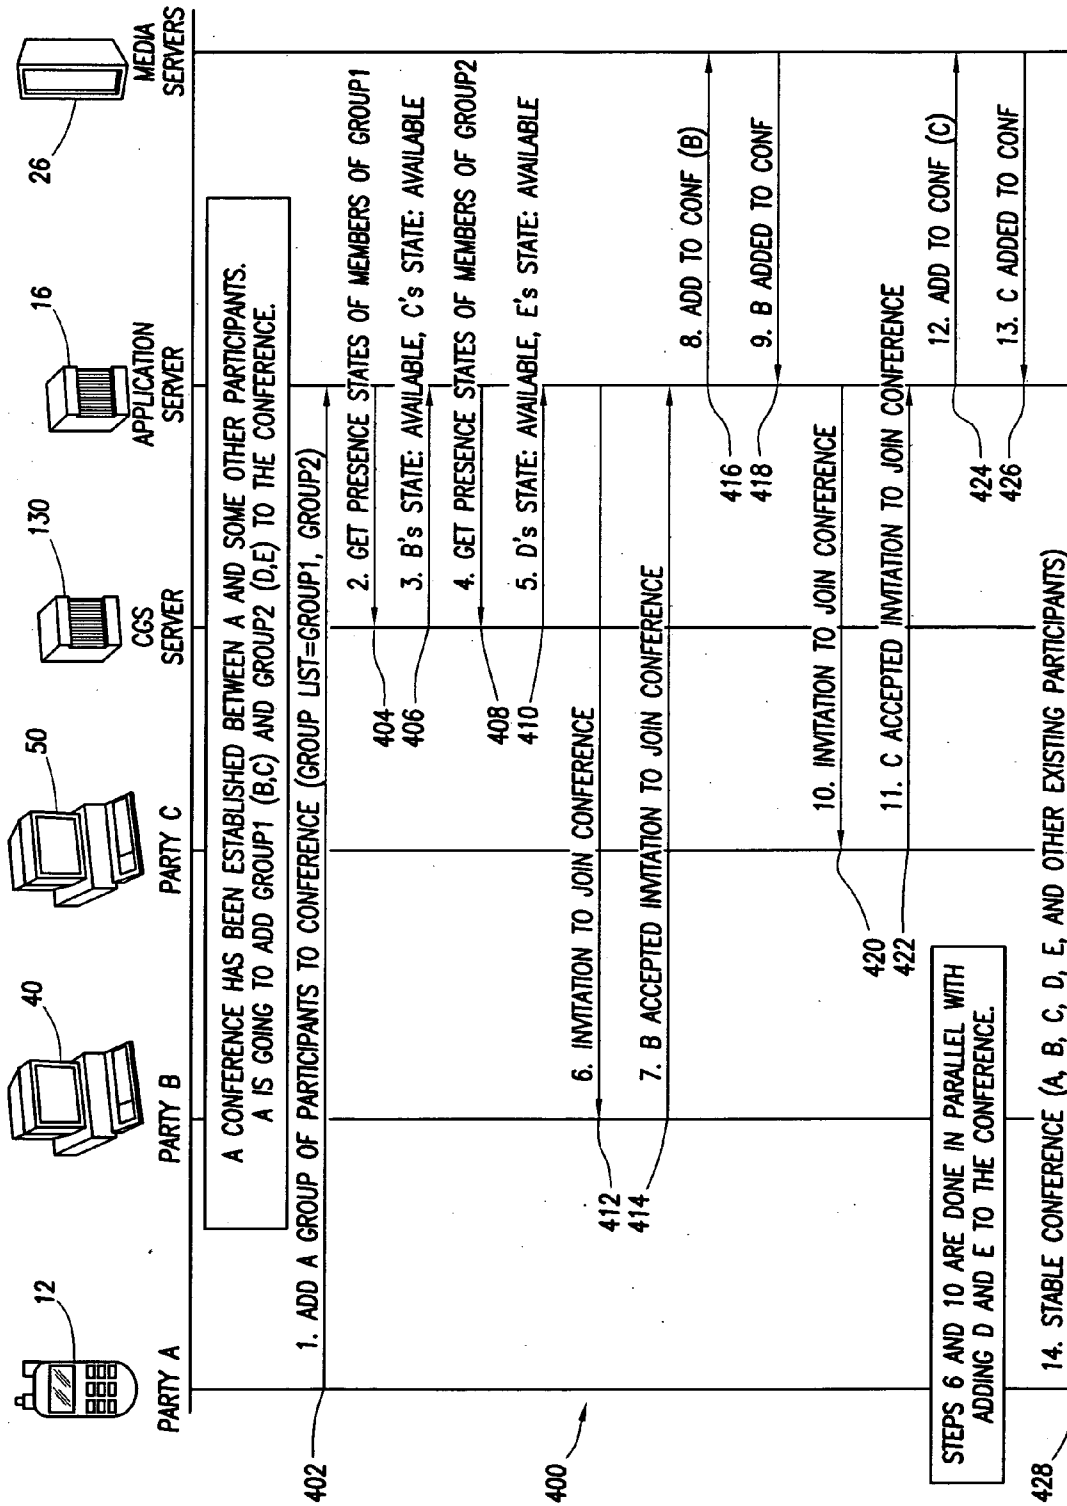 12
PARTY A
40
PARTY B
50
PARTY C
130
CGS
SERVER
16
APPLICATION
SERVER
26
MEDIA
SERVERS
A CONFERENCE HAS BEEN ESTABLISHED BETWEEN A AND SOME OTHER PARTICIPANTS.
A IS GOING TO ADD GROUP1 (B,C) AND GROUP2 (D,E) TO THE CONFERENCE.
402
1. ADD A GROUP OF PARTICIPANTS TO CONFERENCE (GROUP LIST=GROUP1, GROUP2)
404
2. GET PRESENCE STATES OF MEMBERS OF GROUP1
406
3. B's STATE: AVAILABLE, C's STATE: AVAILABLE
408
4. GET PRESENCE STATES OF MEMBERS OF GROUP2
410
5. D's STATE: AVAILABLE, E's STATE: AVAILABLE
400
412
6. INVITATION TO JOIN CONFERENCE
414
7. B ACCEPTED INVITATION TO JOIN CONFERENCE
416
8. ADD TO CONF (B)
418
9. B ADDED TO CONF
420
10. INVITATION TO JOIN CONFERENCE
422
11. C ACCEPTED INVITATION TO JOIN CONFERENCE
424
12. ADD TO CONF (C)
426
13. C ADDED TO CONF
STEPS 6 AND 10 ARE DONE IN PARALLEL WITH
ADDING D AND E TO THE CONFERENCE.
428
14. STABLE CONFERENCE (A, B, C, D, E, AND OTHER EXISTING PARTICIPANTS)